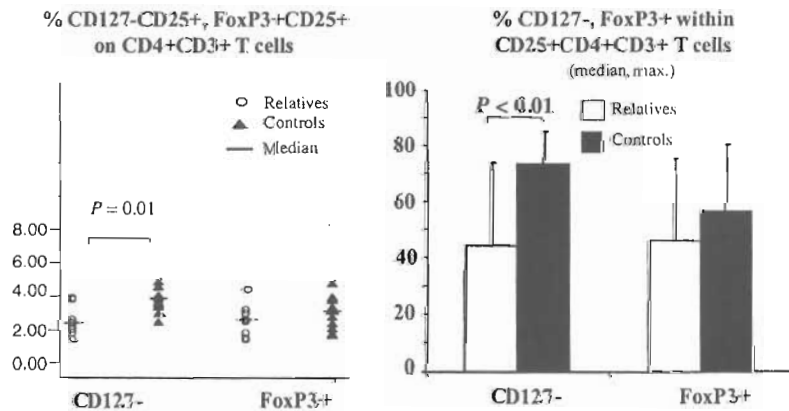 % CD127-CD25+, FoxP3+CD25+
on CD4+CD3+ T cells
Relatives
Controls
Median
P = 0.01
8.00
6.00
4.00
2.00
0.00
CD127-
FoxP3+
% CD127-, FoxP3+ within
CD25+CD4+CD3+ T cells
(median, max.)
P < 0.01
Relatives
Controls
100
80
60
40
20
0
CD127-
FoxP3+